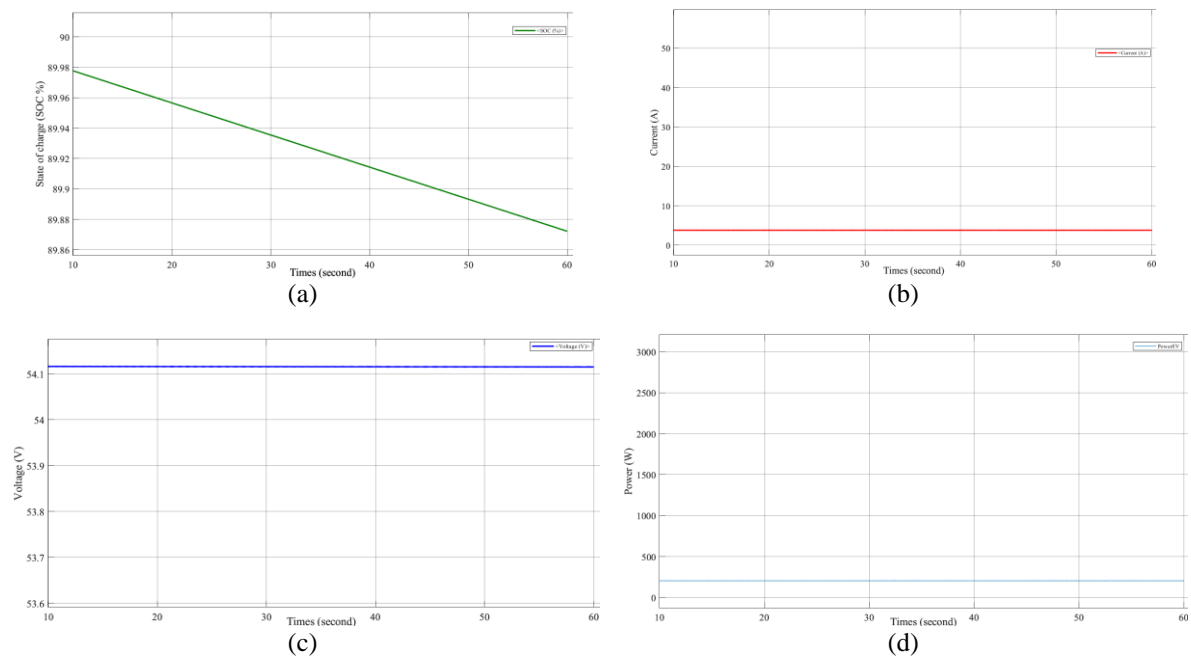 <SOC (%)>
90
89.98
89.96
89.94
89.92
89.9
89.88
89.86
State of charge (SOC %)
10 20 30 40 50 60
Times (second)
(a)
<Current (A)>
50
40
30
20
10
0
Current (A)
10 20 30 40 50 60
Times (second)
(b)
<Voltage (V)>
54.1
54
53.9
53.8
53.7
53.6
Voltage (V)
10 20 30 40 50 60
Times (second)
(c)
PowerEV
3000
2500
2000
1500
1000
500
0
Power (W)
10 20 30 40 50 60
Times (second)
(d)